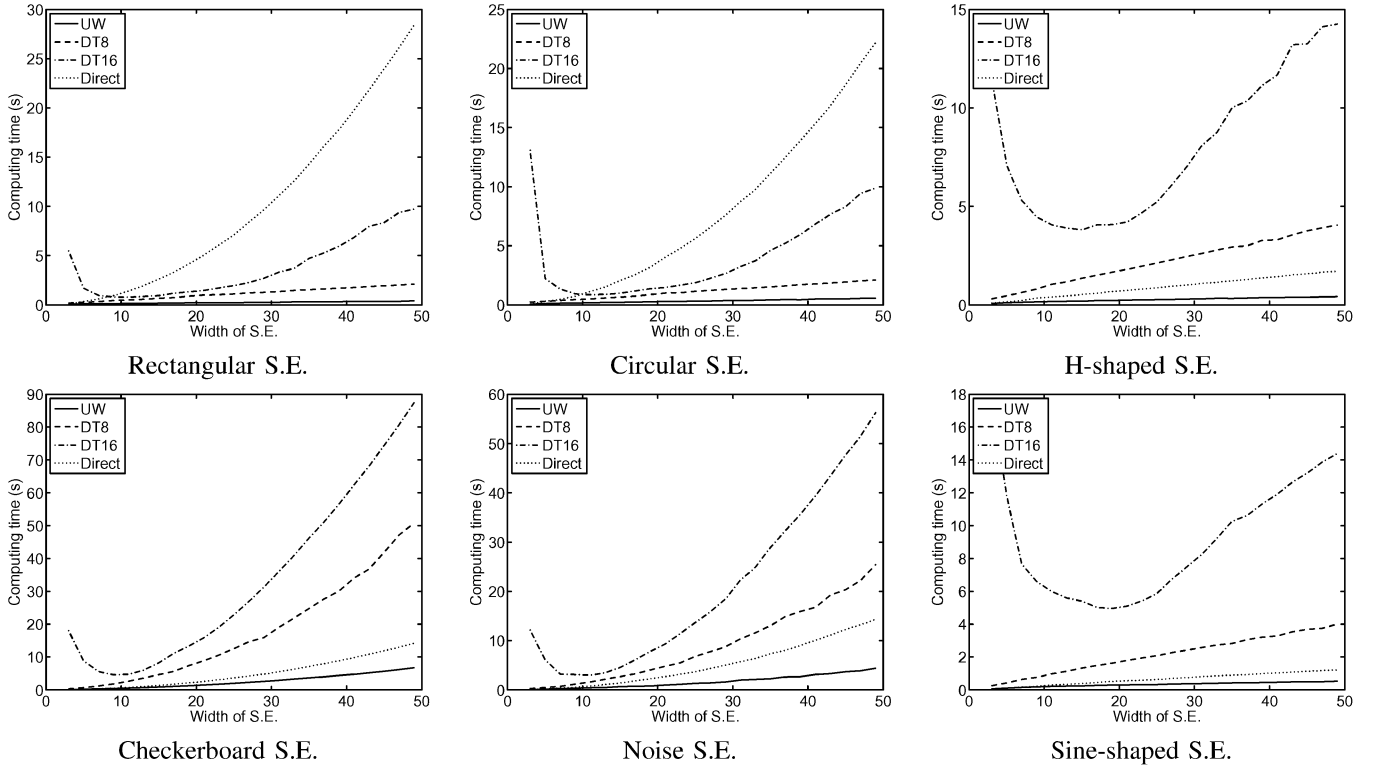 30
25
20
15
10
5
0
Computing time (s)
UW
DT8
DT16
Direct
0 10 20 30 40 50
Width of S.E.
Rectangular S.E.
25
20
15
10
5
0
Computing time (s)
UW
DT8
DT16
Direct
0 10 20 30 40 50
Width of S.E.
Circular S.E.
15
10
5
0
Computing time (s)
UW
DT8
DT16
Direct
0 10 20 30 40 50
Width of S.E.
H-shaped S.E.
90
80
70
60
50
40
30
20
10
0
Computing time (s)
UW
DT8
DT16
Direct
0 10 20 30 40 50
Width of S.E.
Checkerboard S.E.
60
50
40
30
20
10
0
Computing time (s)
UW
DT8
DT16
Direct
0 10 20 30 40 50
Width of S.E.
Noise S.E.
18
16
14
12
10
8
6
4
2
0
Computing time (s)
UW
DT8
DT16
Direct
0 10 20 30 40 50
Width of S.E.
Sine-shaped S.E.